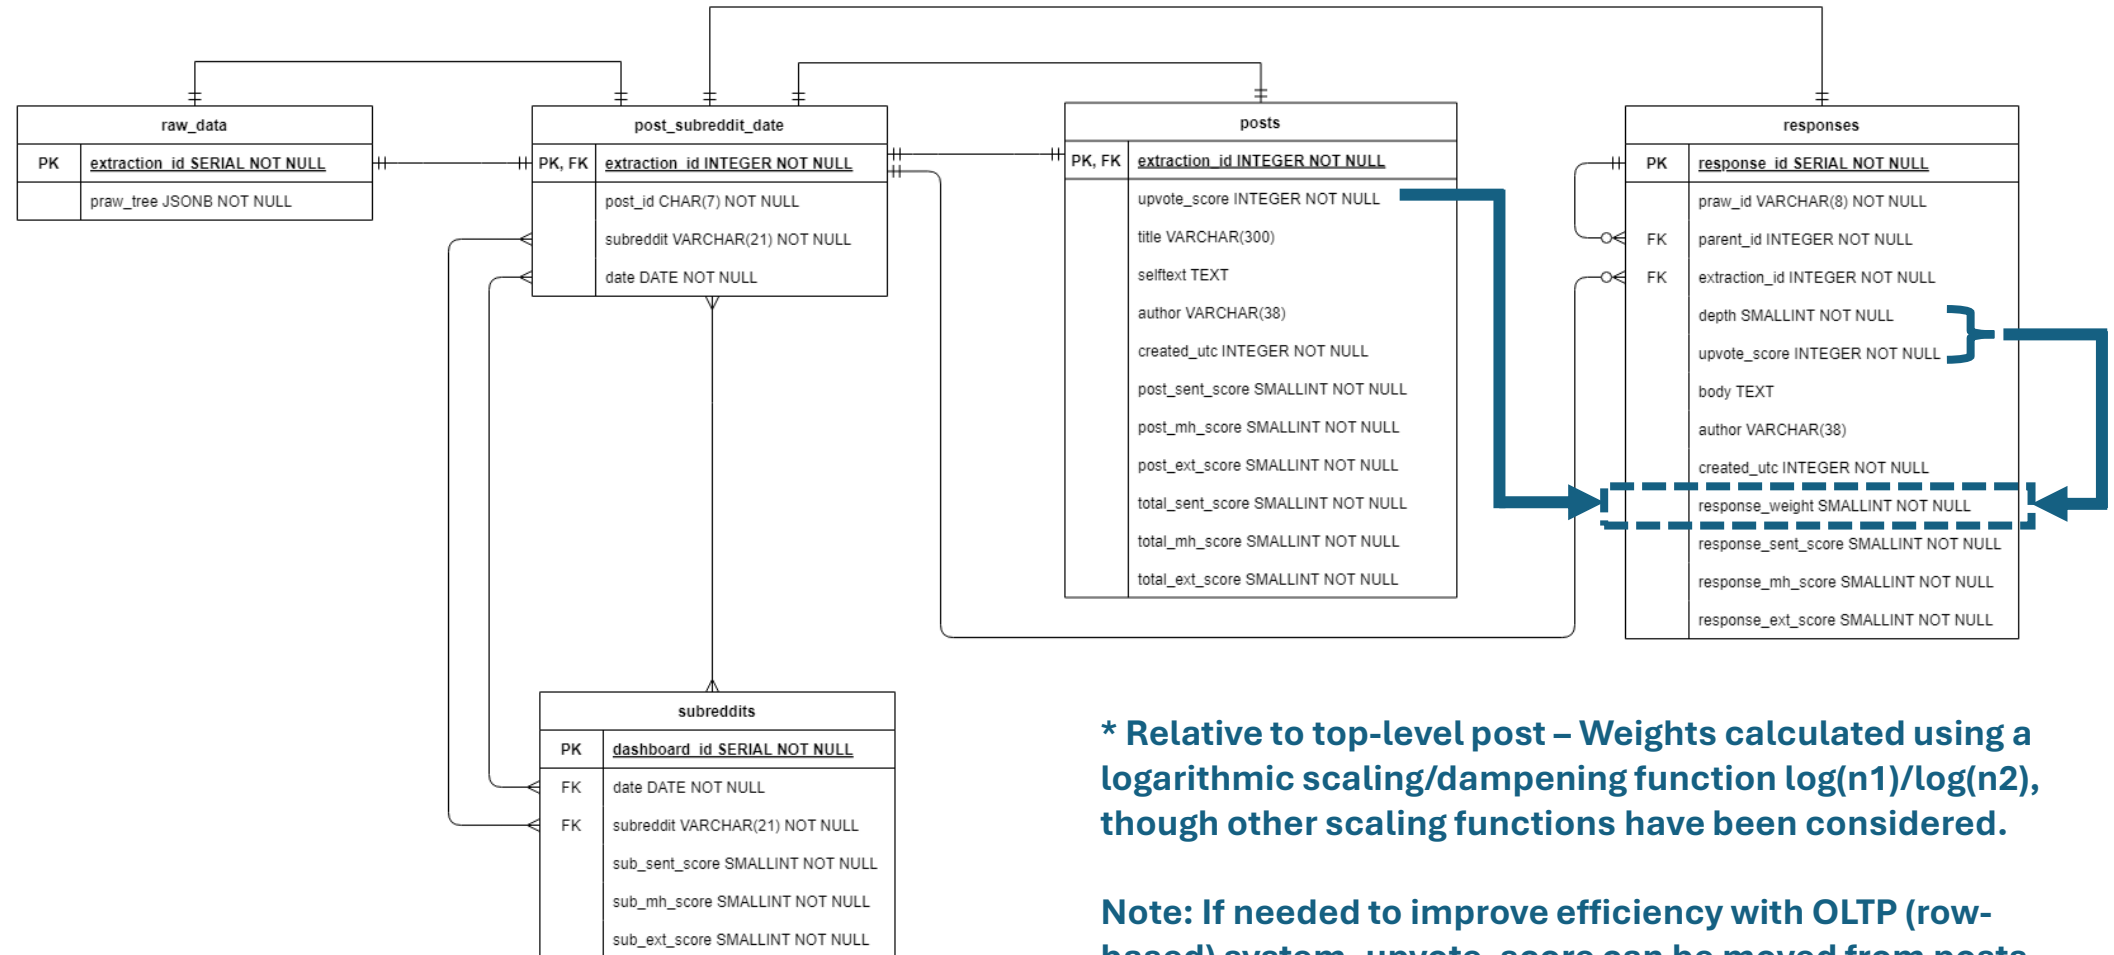 raw_data
PK extraction_id SERIAL NOT NULL
praw_tree JSONB NOT NULL
post_subreddit_date
PK, FK extraction_id INTEGER NOT NULL
post_id CHAR(7) NOT NULL
subreddit VARCHAR(21) NOT NULL
date DATE NOT NULL
posts
PK, FK extraction_id INTEGER NOT NULL
upvote_score INTEGER NOT NULL
title VARCHAR(300)
selftext TEXT
author VARCHAR(38)
created_utc INTEGER NOT NULL
post_sent_score SMALLINT NOT NULL
post_mh_score SMALLINT NOT NULL
post_ext_score SMALLINT NOT NULL
total_sent_score SMALLINT NOT NULL
total_mh_score SMALLINT NOT NULL
total_ext_score SMALLINT NOT NULL
responses
PK response_id SERIAL NOT NULL
praw_id VARCHAR(8) NOT NULL
FK parent_id INTEGER NOT NULL
FK extraction_id INTEGER NOT NULL
depth SMALLINT NOT NULL
upvote_score INTEGER NOT NULL
body TEXT
author VARCHAR(38)
created_utc INTEGER NOT NULL
response_weight SMALLINT NOT NULL
response_sent_score SMALLINT NOT NULL
response_mh_score SMALLINT NOT NULL
response_ext_score SMALLINT NOT NULL
subreddits
PK dashboard_id SERIAL NOT NULL
FK date DATE NOT NULL
FK subreddit VARCHAR(21) NOT NULL
sub_sent_score SMALLINT NOT NULL
sub_mh_score SMALLINT NOT NULL
sub_ext_score SMALLINT NOT NULL
* Relative to top-level post – Weights calculated using a
logarithmic scaling/dampening function log(n1)/log(n2),
though other scaling functions have been considered.
Note: If needed to improve efficiency with OLTP (row-
based) system, upvote_score can be moved from posts